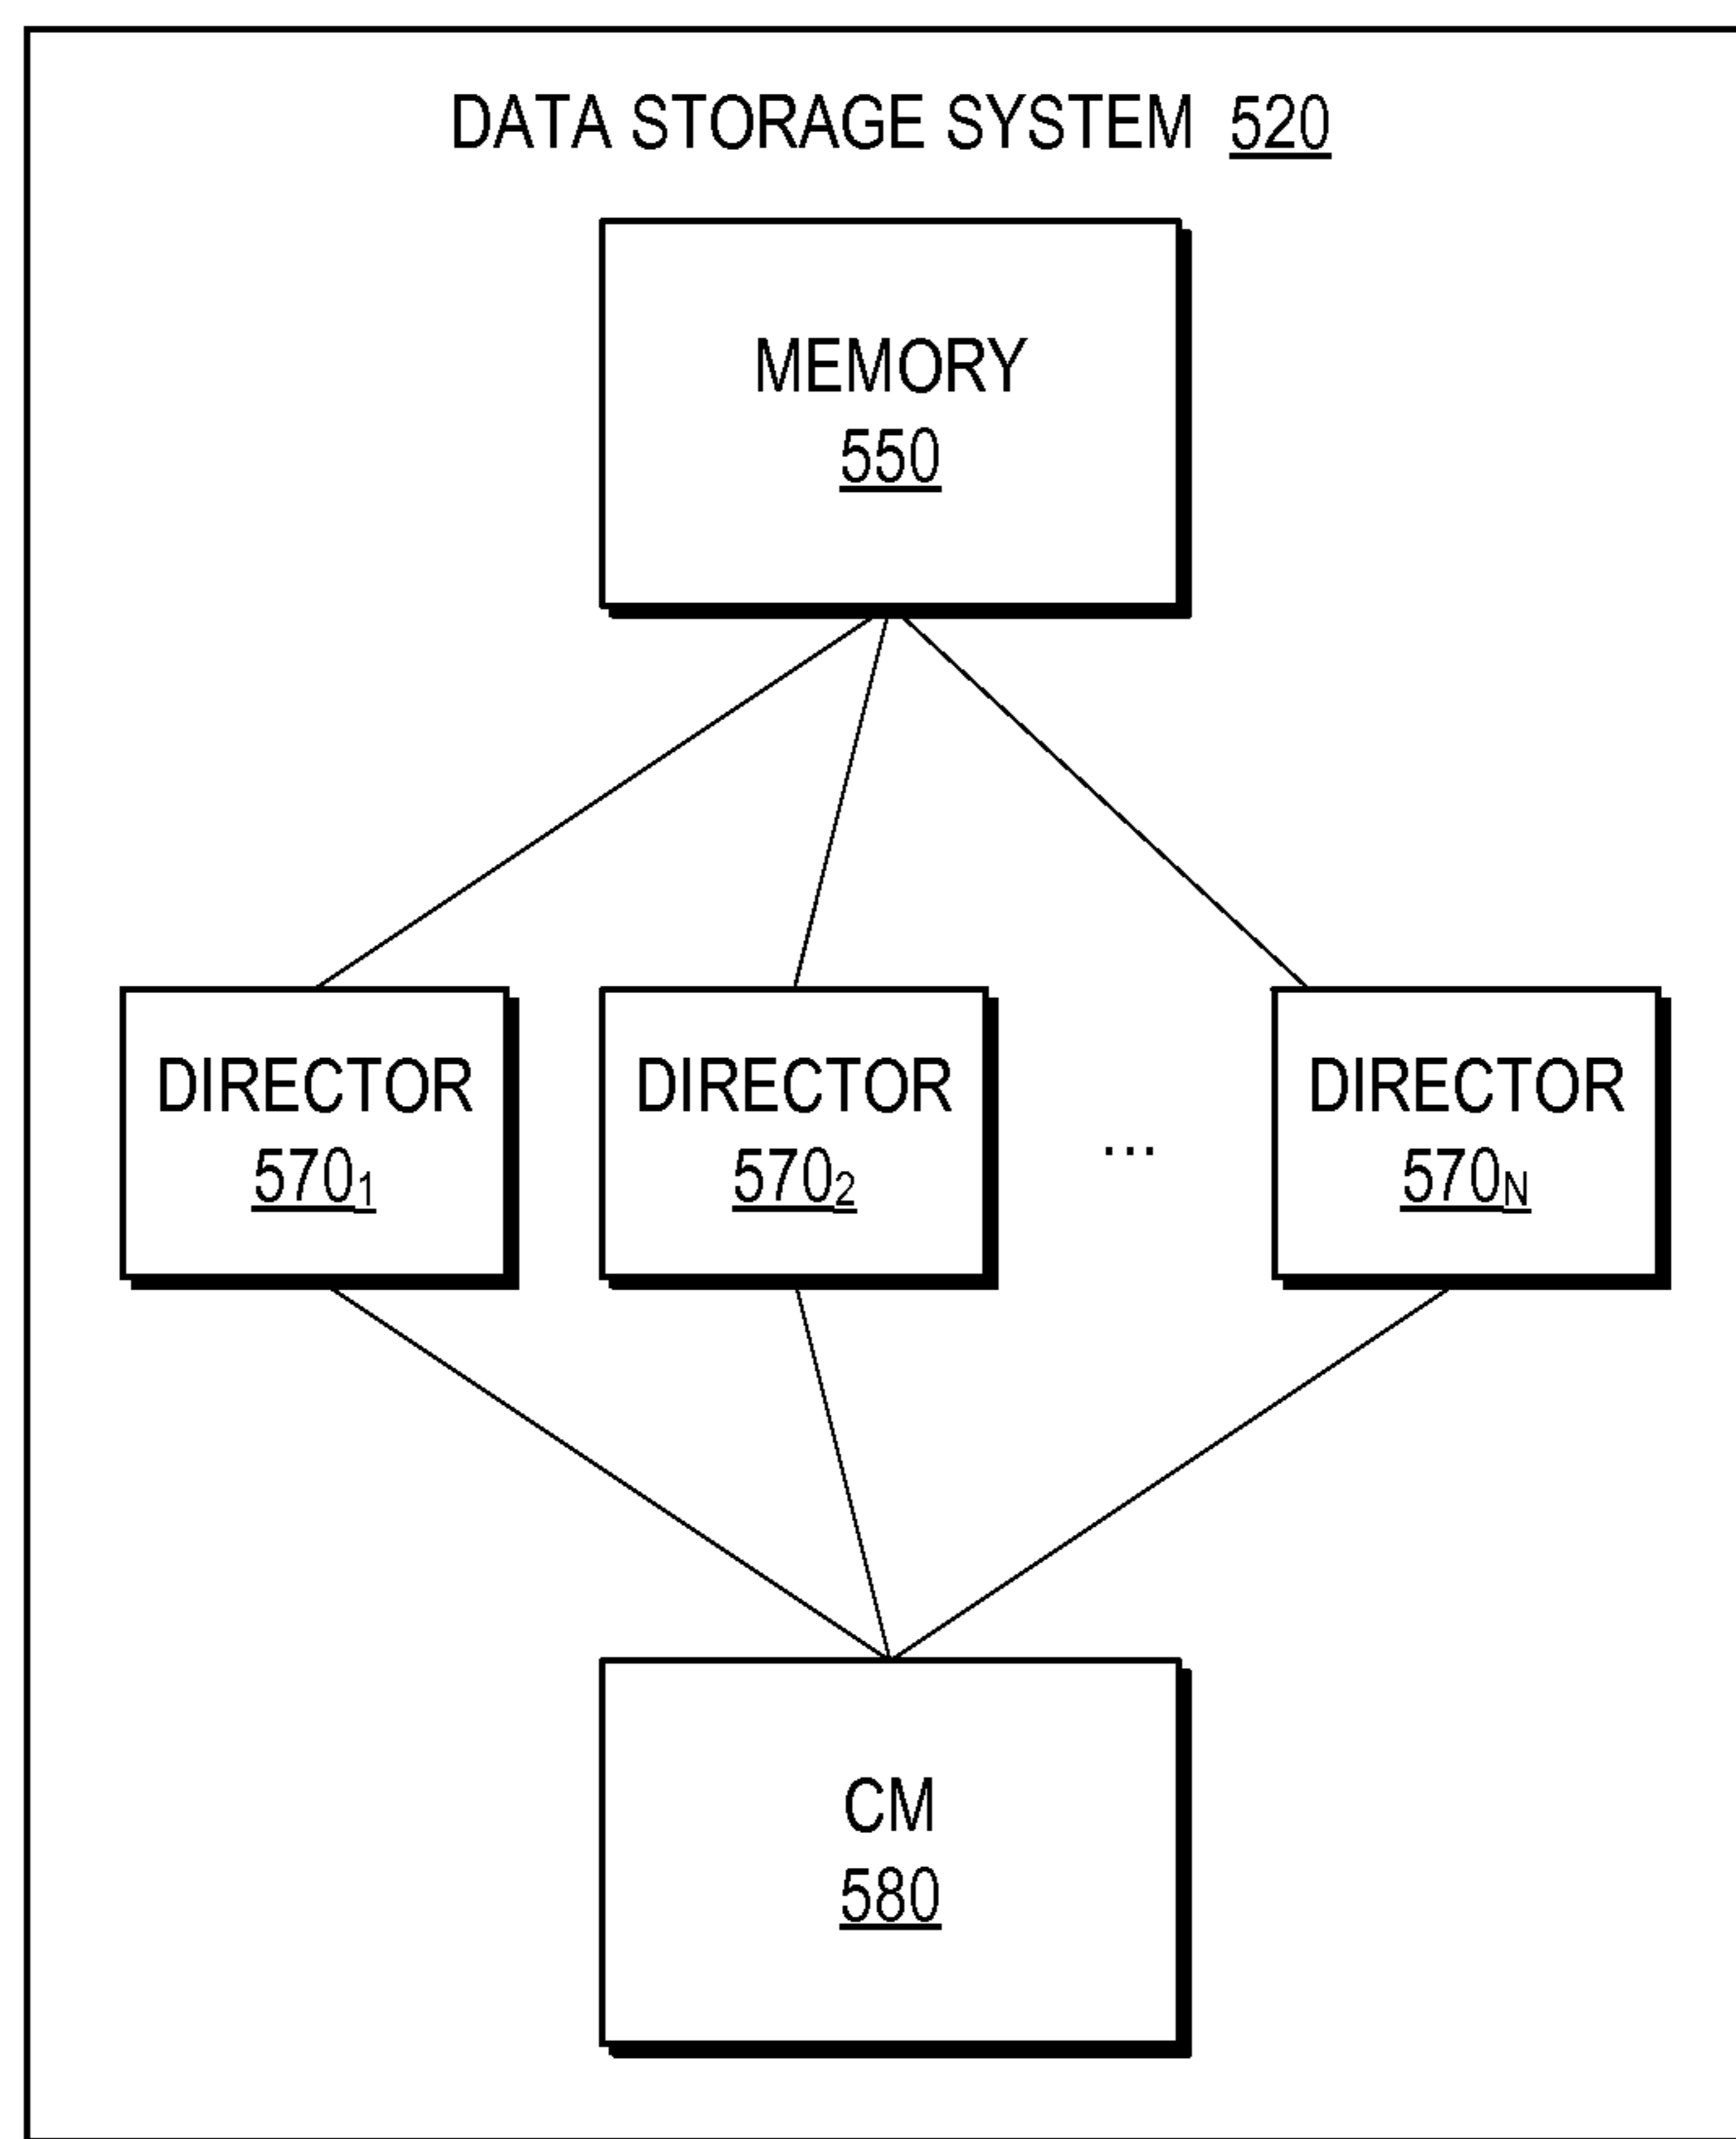 DATA STORAGE SYSTEM 520
MEMORY
550
DIRECTOR
570₁
DIRECTOR
570₂
...
DIRECTOR
570N
CM
580